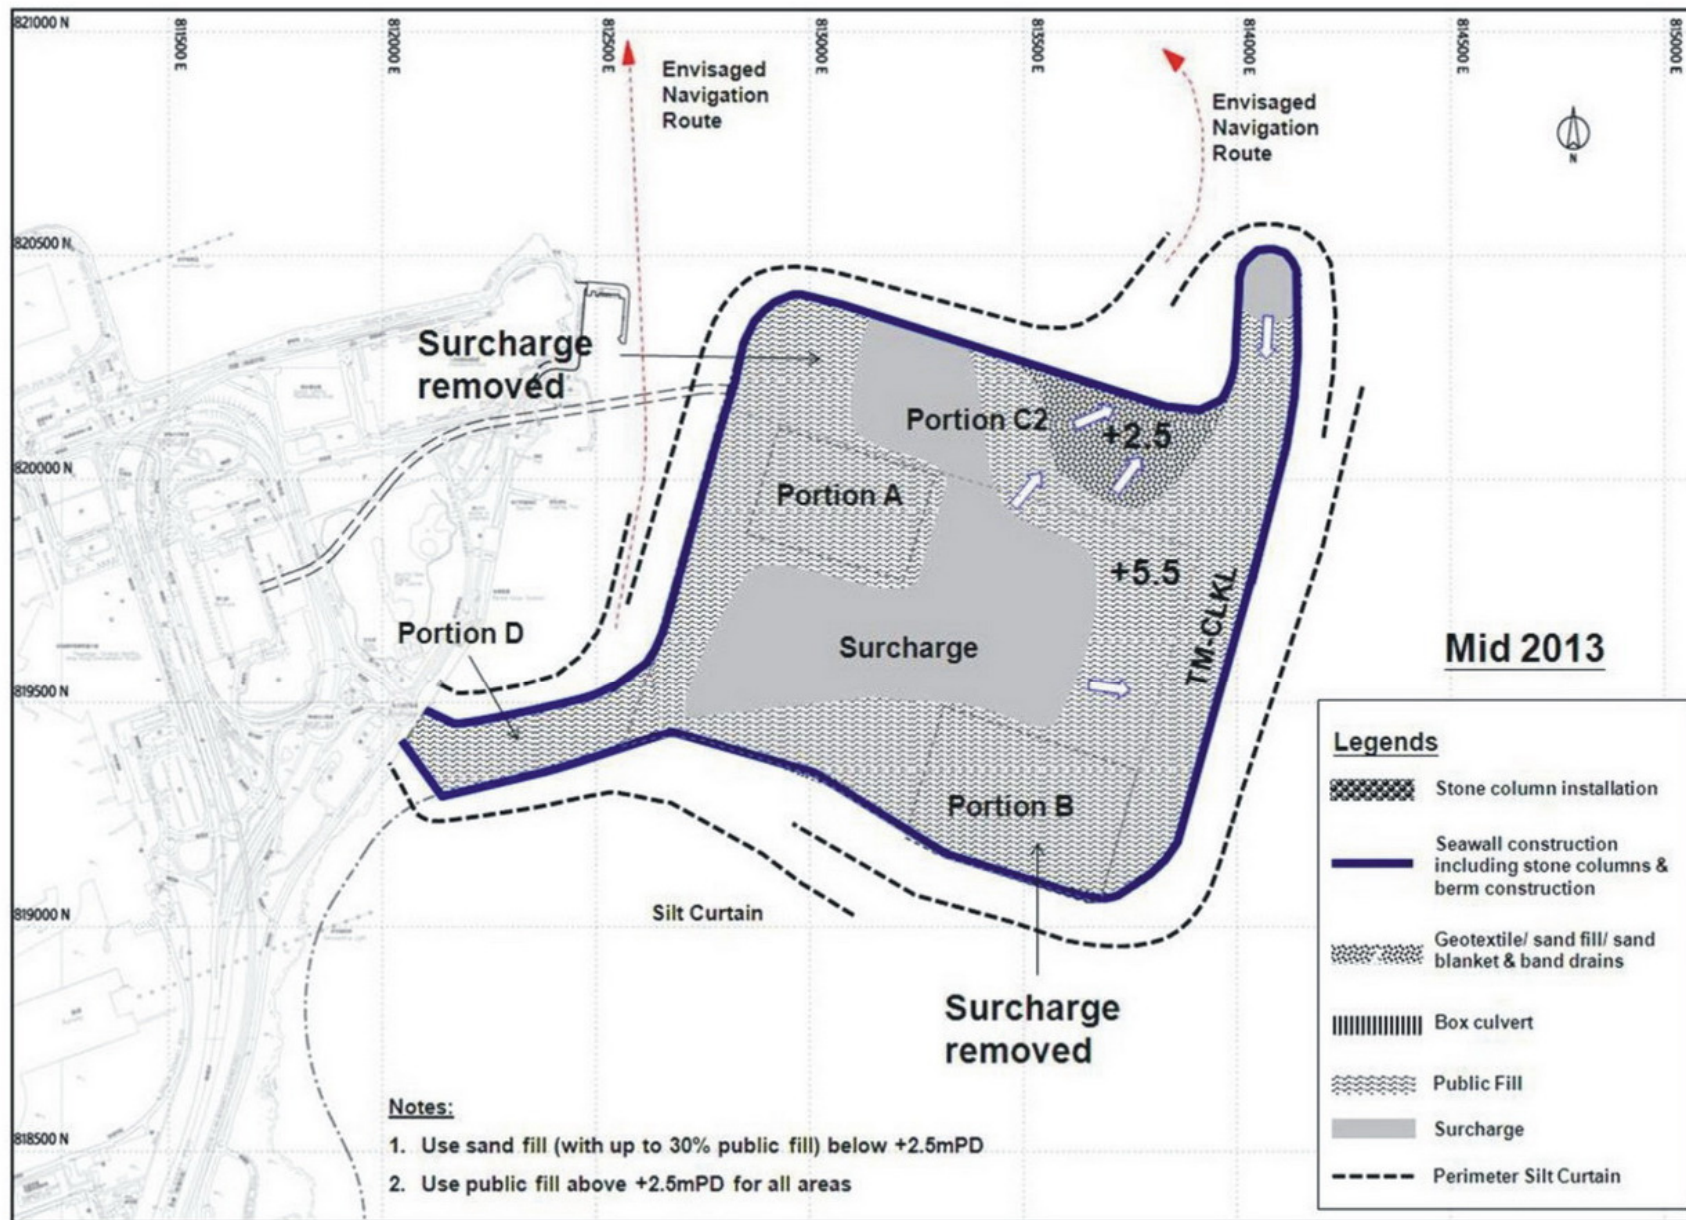 821000 N
811500 E
812000 E
812500 E
813000 E
813500 E
814000 E
814500 E
815000 E
Envisaged
Navigation
Route
Envisaged
Navigation
Route
N
820500 N
Surcharge
removed
Portion C2
+2.5
820000 N
Portion A
+5.5
Portion D
Surcharge
TM-CLKL
Mid 2013
819500 N
Portion B
819000 N
Silt Curtain
Surcharge
removed
818500 N
Legends
Stone column installation
Seawall construction
including stone columns &
berm construction
Geotextile/ sand fill/ sand
blanket & band drains
Box culvert
Public Fill
Surcharge
Perimeter Silt Curtain
Notes:
1. Use sand fill (with up to 30% public fill) below +2.5mPD
2. Use public fill above +2.5mPD for all areas